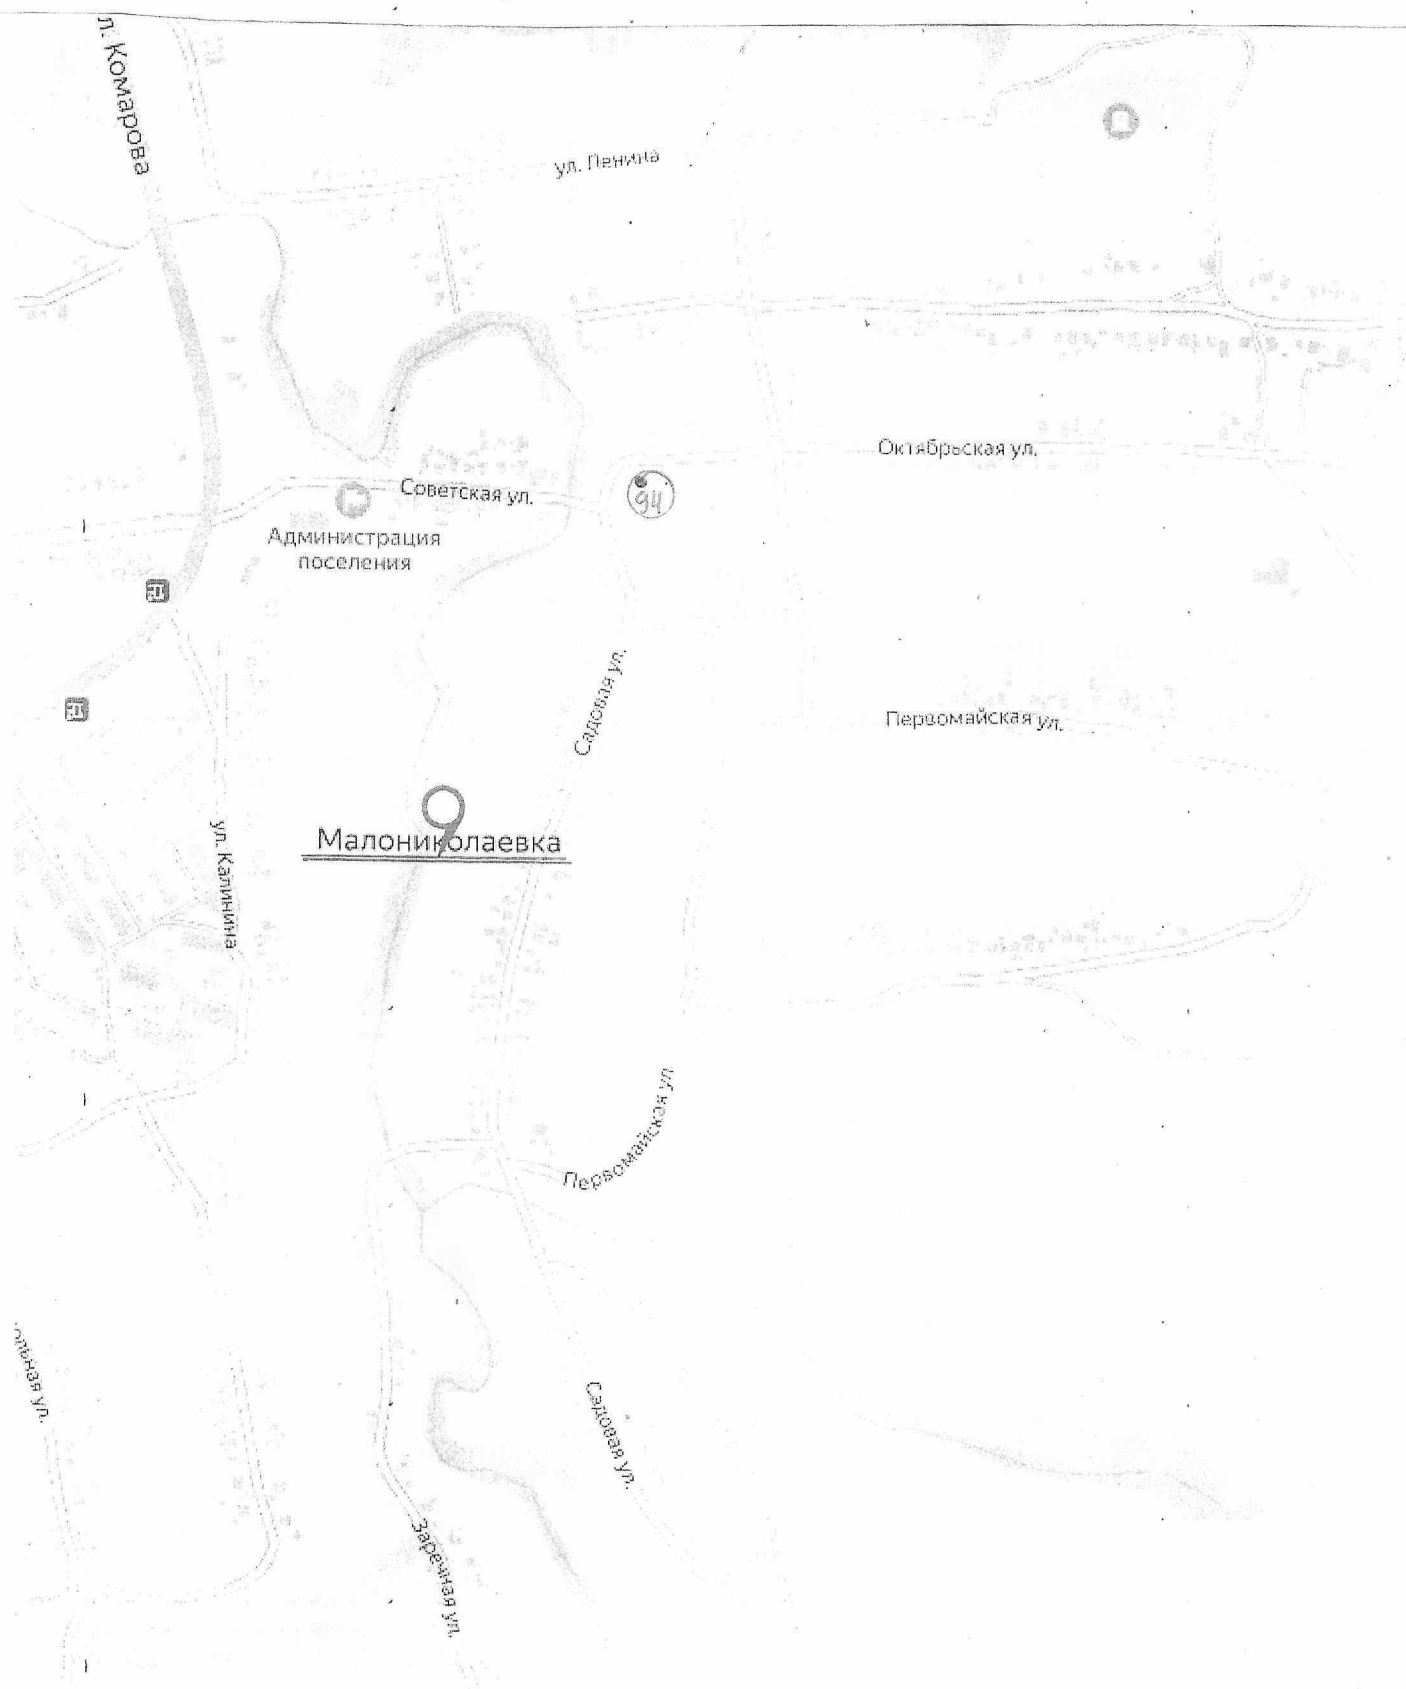 л. Комарова
ул. Ленина
Октябрьская ул.
Советская ул.
94
Администрация
поселения
Садовая ул.
Первомайская ул.
Малониколаевка
ул. Калинина
Первомайская ул
Садовая ул.
Заречная ул.